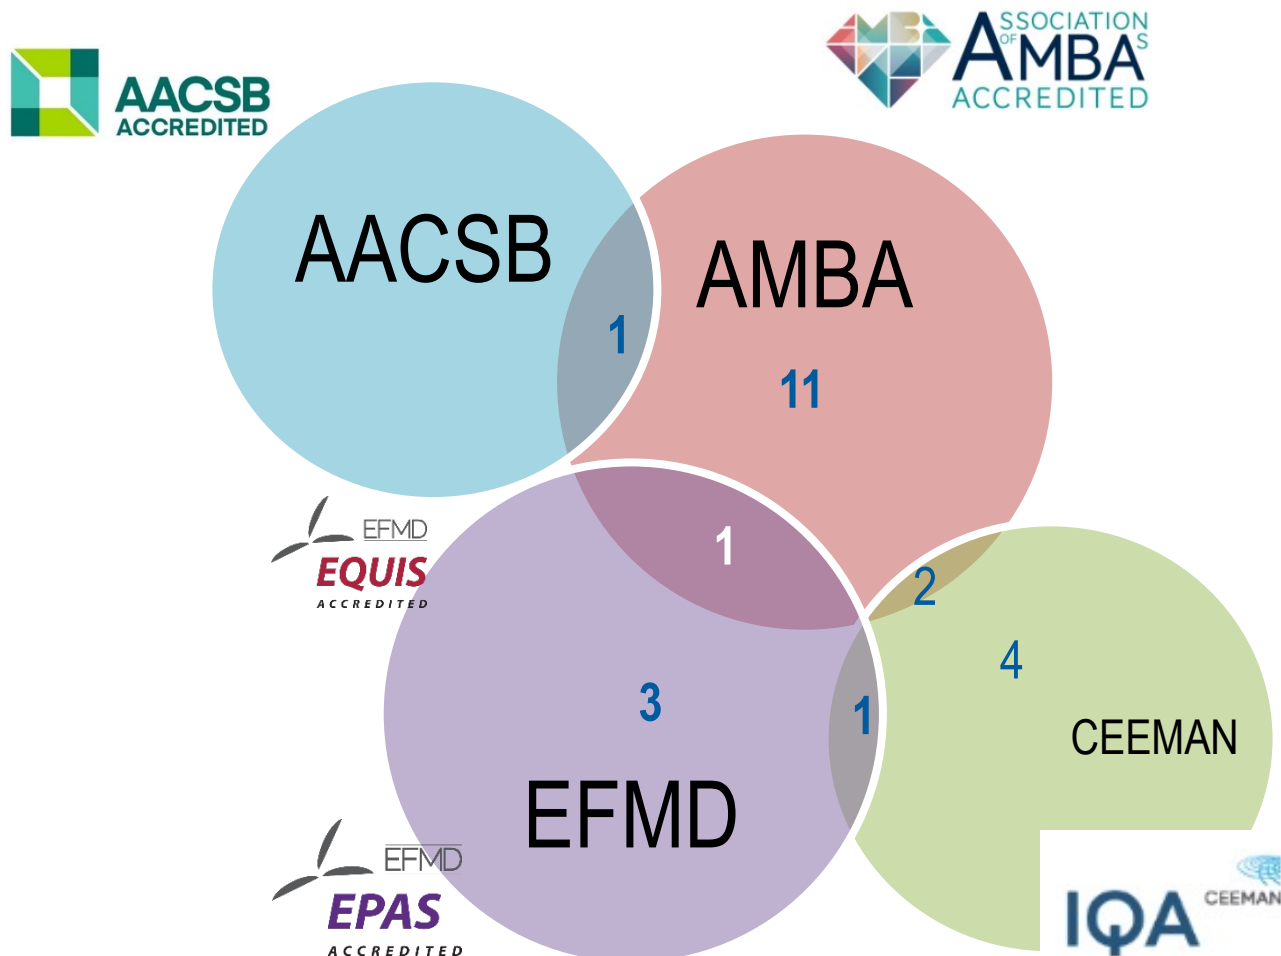 AACSB
ACCREDITED
ASSOCIATION
OF AMBAS
ACCREDITED
AACSB
AMBA
1
11
EFMD
EQUIS
ACCREDITED
1
2
4
3
1
CEEMAN
EFMD
EFMD
EPAS
ACCREDITED
IQA CEEMAN